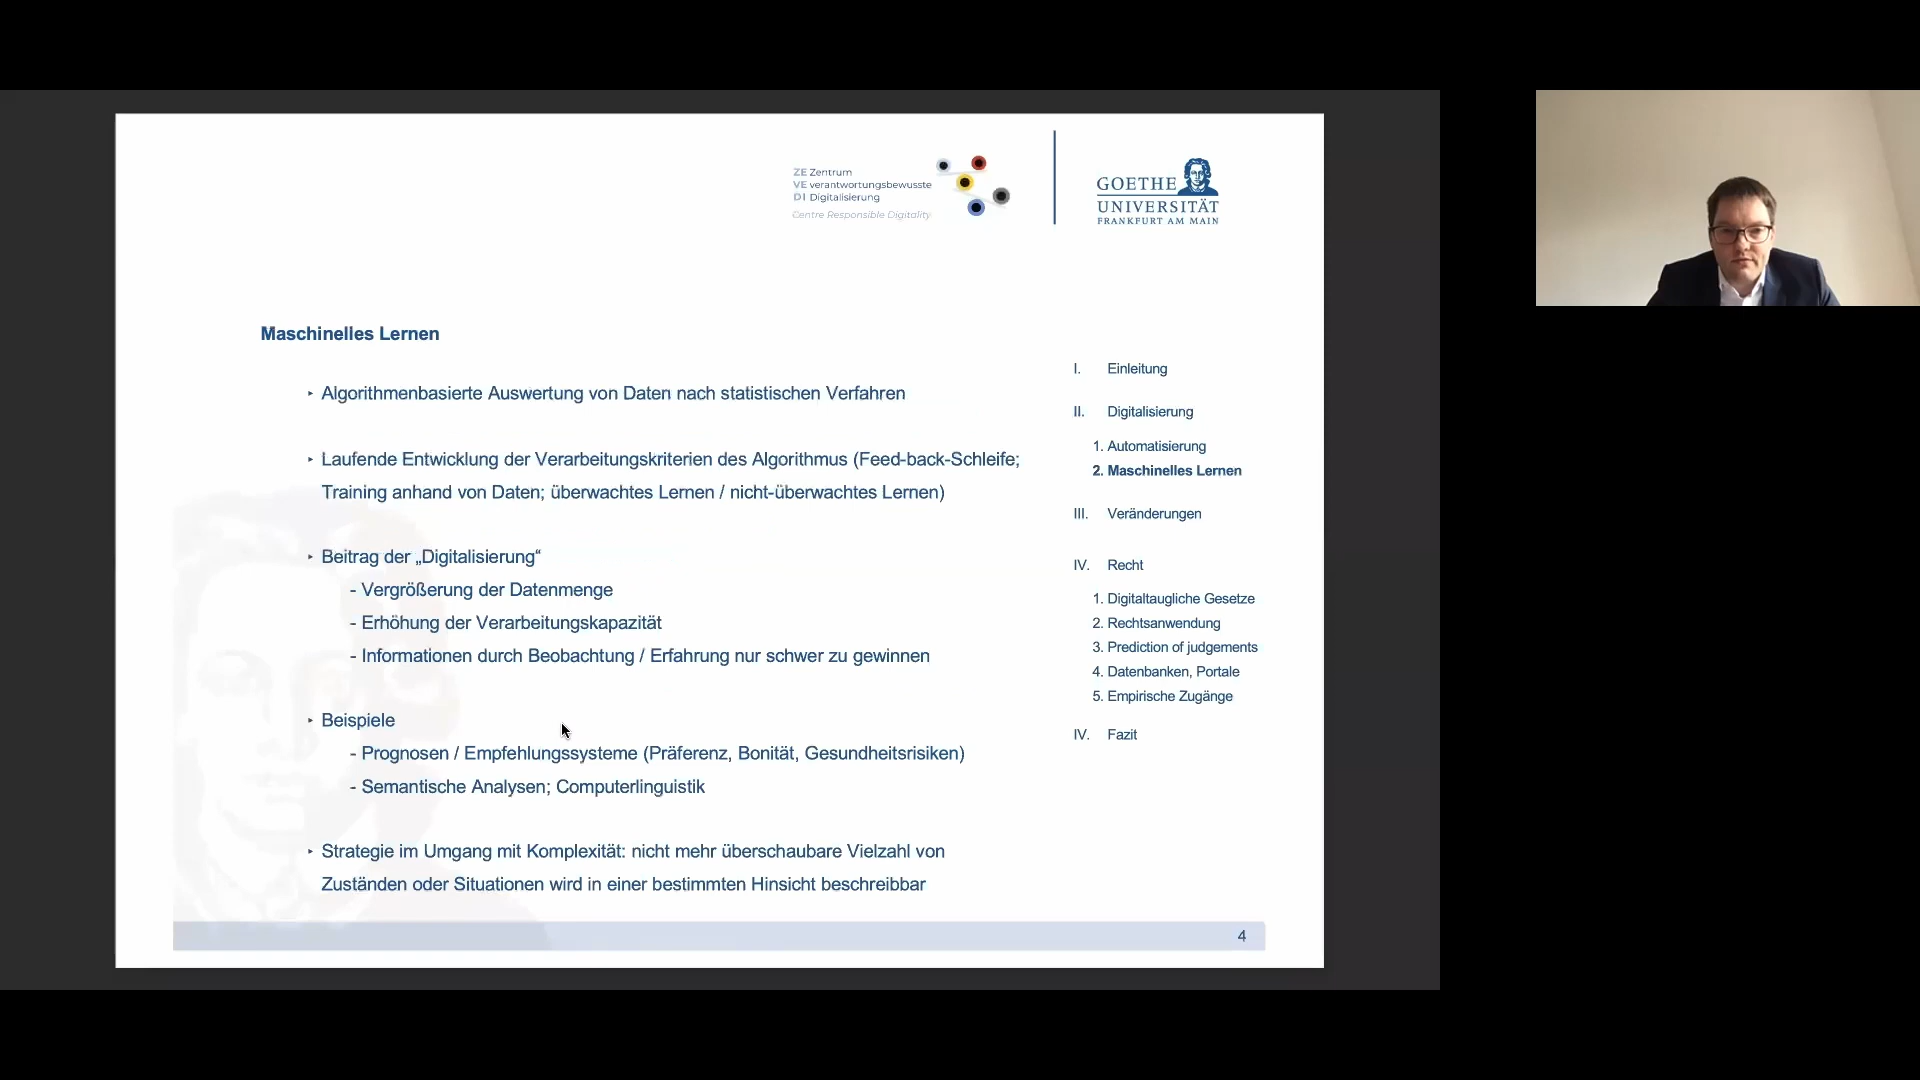 ZE Zentrum
VE verantwortungsbewusste
DI Digitalisierung
Centre Responsible Digitality
GOETHE
UNIVERSITÄT
FRANKFURT AM MAIN
Maschinelles Lernen
‣ Algorithmenbasierte Auswertung von Daten nach statistischen Verfahren
‣ Laufende Entwicklung der Verarbeitungskriterien des Algorithmus (Feed-back-Schleife;
Training anhand von Daten; überwachtes Lernen / nicht-überwachtes Lernen)
‣ Beitrag der „Digitalisierung“
- Vergrößerung der Datenmenge
- Erhöhung der Verarbeitungskapazität
- Informationen durch Beobachtung / Erfahrung nur schwer zu gewinnen
‣ Beispiele
- Prognosen / Empfehlungssysteme (Präferenz, Bonität, Gesundheitsrisiken)
- Semantische Analysen; Computerlinguistik
‣ Strategie im Umgang mit Komplexität: nicht mehr überschaubare Vielzahl von
Zuständen oder Situationen wird in einer bestimmten Hinsicht beschreibbar
I. Einleitung
II. Digitalisierung
1. Automatisierung
2. Maschinelles Lernen
III. Veränderungen
IV. Recht
1. Digitaltaugliche Gesetze
2. Rechtsanwendung
3. Prediction of judgements
4. Datenbanken, Portale
5. Empirische Zugänge
IV. Fazit
4